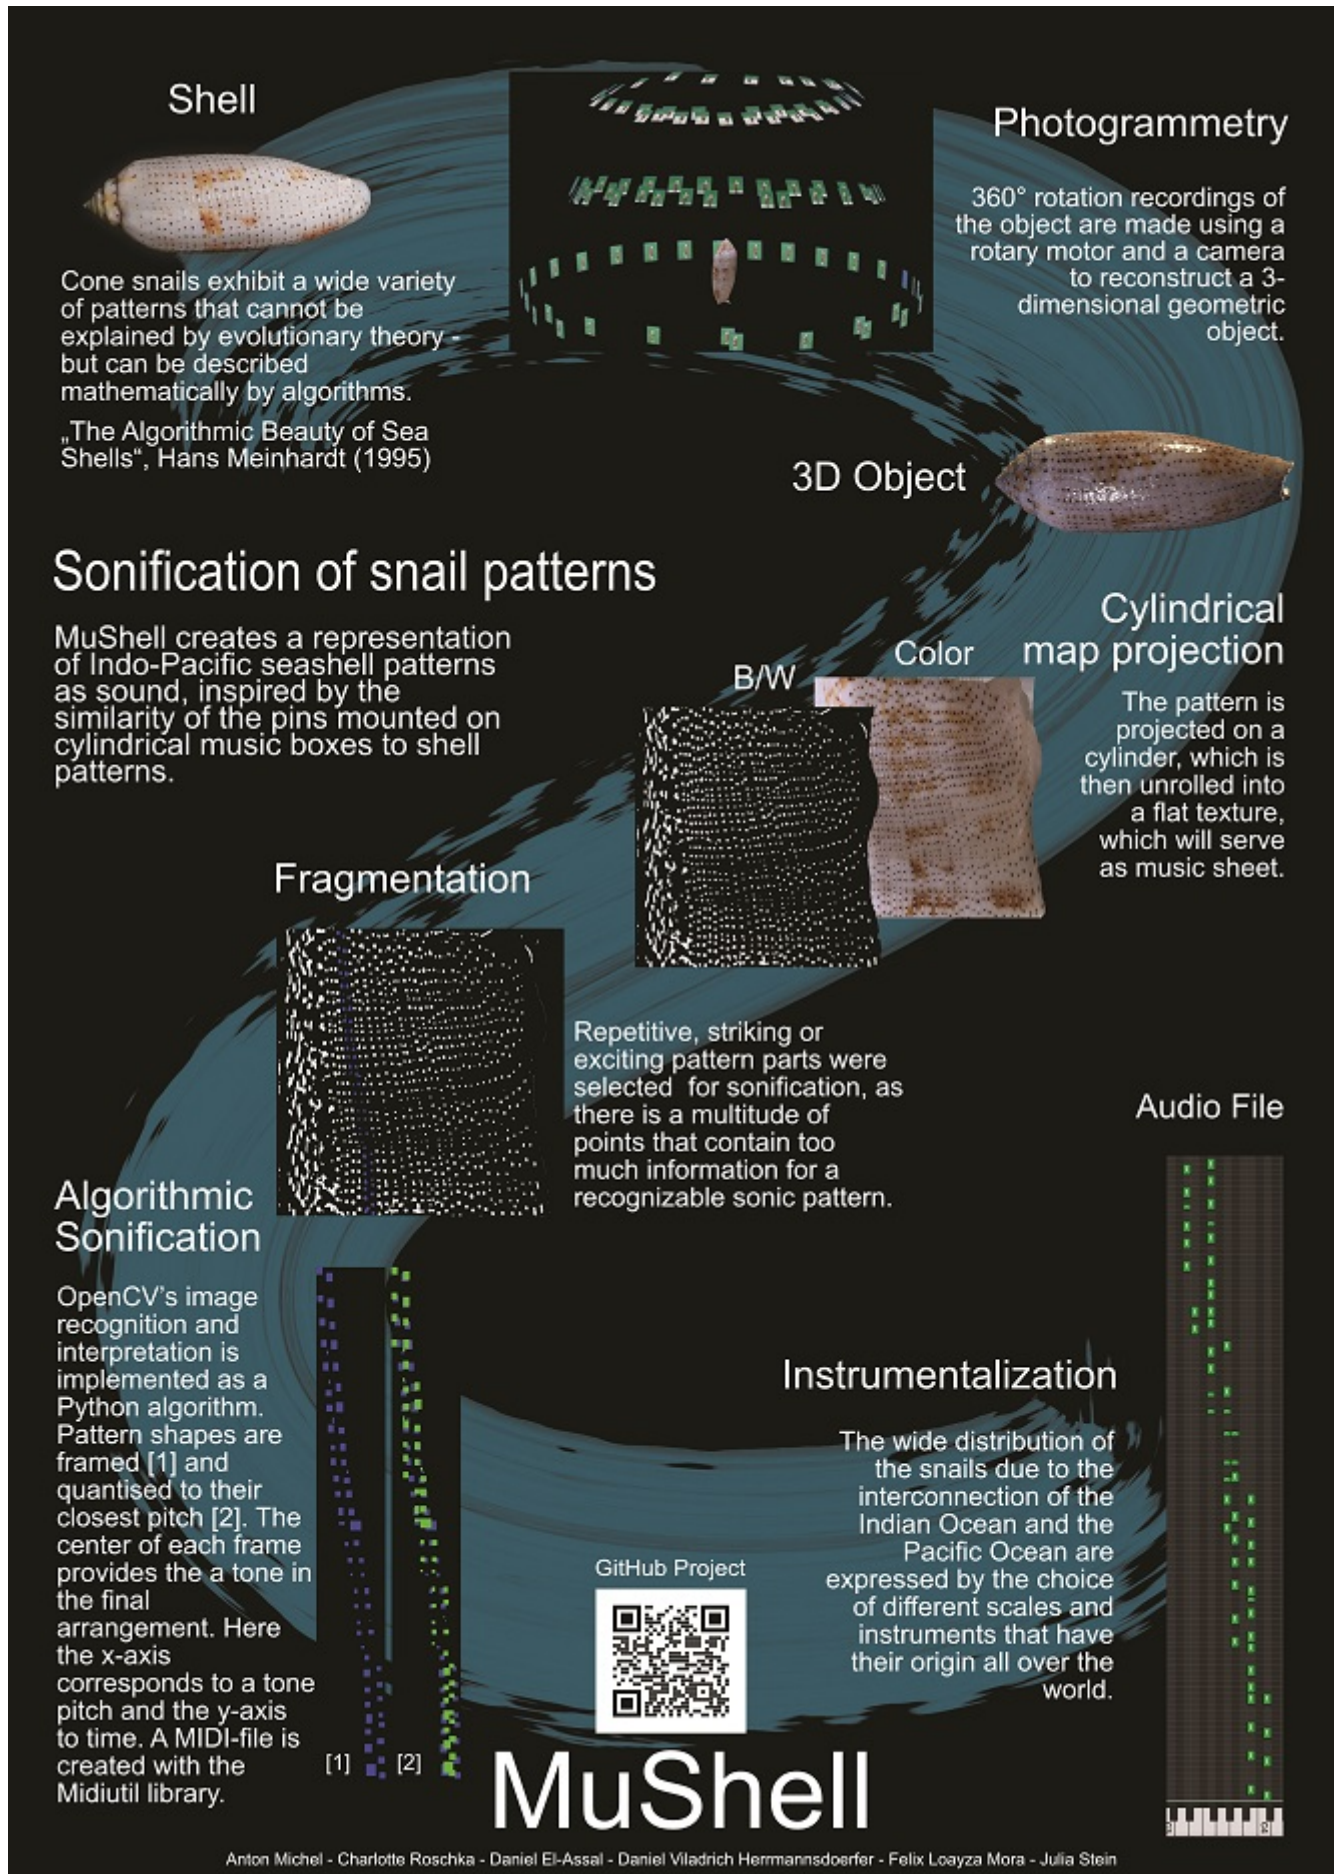 Shell
Cone snails exhibit a wide variety
of patterns that cannot be
explained by evolutionary theory -
but can be described
mathematically by algorithms.
„The Algorithmic Beauty of Sea
Shells“, Hans Meinhardt (1995)
Photogrammetry
360° rotation recordings of
the object are made using a
rotary motor and a camera
to reconstruct a 3-
dimensional geometric
object.
3D Object
Sonification of snail patterns
MuShell creates a representation
of Indo-Pacific seashell patterns
as sound, inspired by the
similarity of the pins mounted on
cylindrical music boxes to shell
patterns.
Cylindrical
map projection
The pattern is
projected on a
cylinder, which is
then unrolled into
a flat texture,
which will serve
as music sheet.
Color
B/W
Fragmentation
Repetitive, striking or
exciting pattern parts were
selected for sonification, as
there is a multitude of
points that contain too
much information for a
recognizable sonic pattern.
Algorithmic
Sonification
OpenCV's image
recognition and
interpretation is
implemented as a
Python algorithm.
Pattern shapes are
framed [1] and
quantised to their
closest pitch [2]. The
center of each frame
provides the a tone in
the final
arrangement. Here
the x-axis
corresponds to a tone
pitch and the y-axis
to time. A MIDI-file is
created with the
Midiutil library.
[1]
[2]
Instrumentalization
The wide distribution of
the snails due to the
interconnection of the
Indian Ocean and the
Pacific Ocean are
expressed by the choice
of different scales and
instruments that have
their origin all over the
world.
Audio File
GitHub Project
MuShell
Anton Michel - Charlotte Roschka - Daniel El-Assal - Daniel Viladrich Herrmannsdoerfer - Felix Loayza Mora - Julia Stein